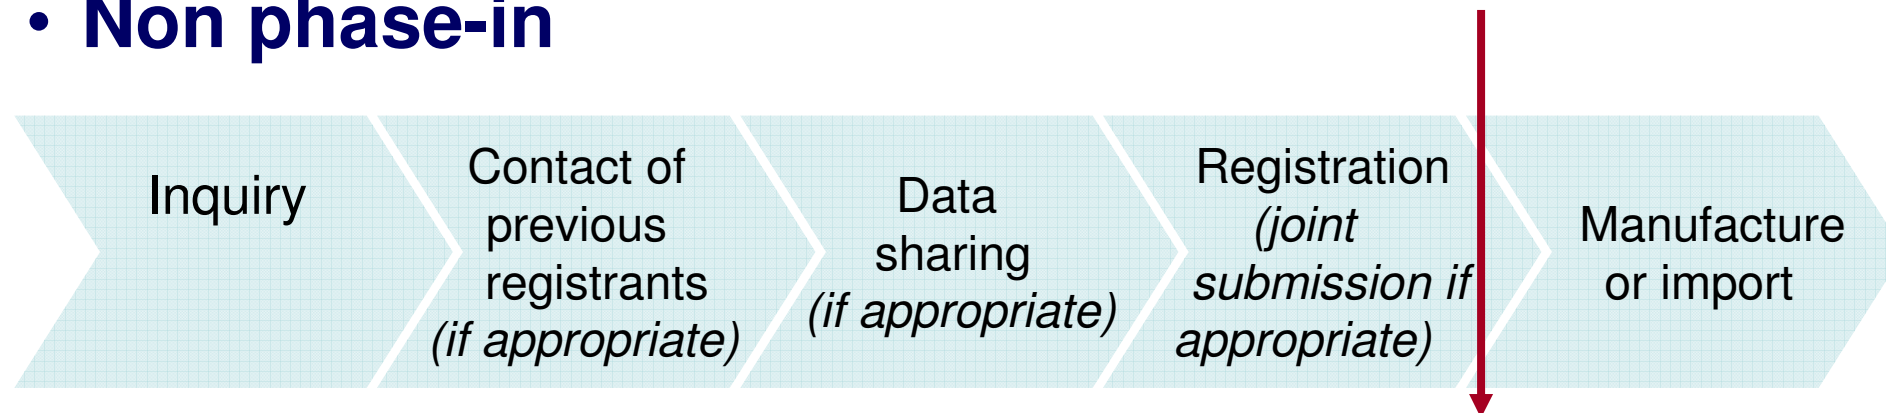 • Non phase-in
Inquiry
Contact of
previous
registrants
(if appropriate)
Data
sharing
(if appropriate)
Registration
(joint
submission if
appropriate)
Manufacture
or import